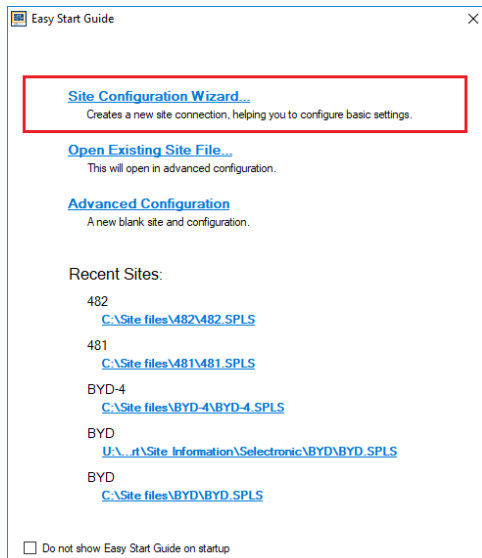 Easy Start Guide
Site Configuration Wizard...
Creates a new site connection, helping you to configure basic settings.
Open Existing Site File...
This will open in advanced configuration.
Advanced Configuration
A new blank site and configuration.
Recent Sites:
482
C:\Site files\482\482.SPLS
481
C:\Site files\481\481.SPLS
BYD-4
C:\Site files\BYD-4\BYD-4.SPLS
BYD
U:\...rt\Site Information\Selectronic\BYD\BYD.SPLS
BYD
C:\Site files\BYD\BYD.SPLS
Do not show Easy Start Guide on startup